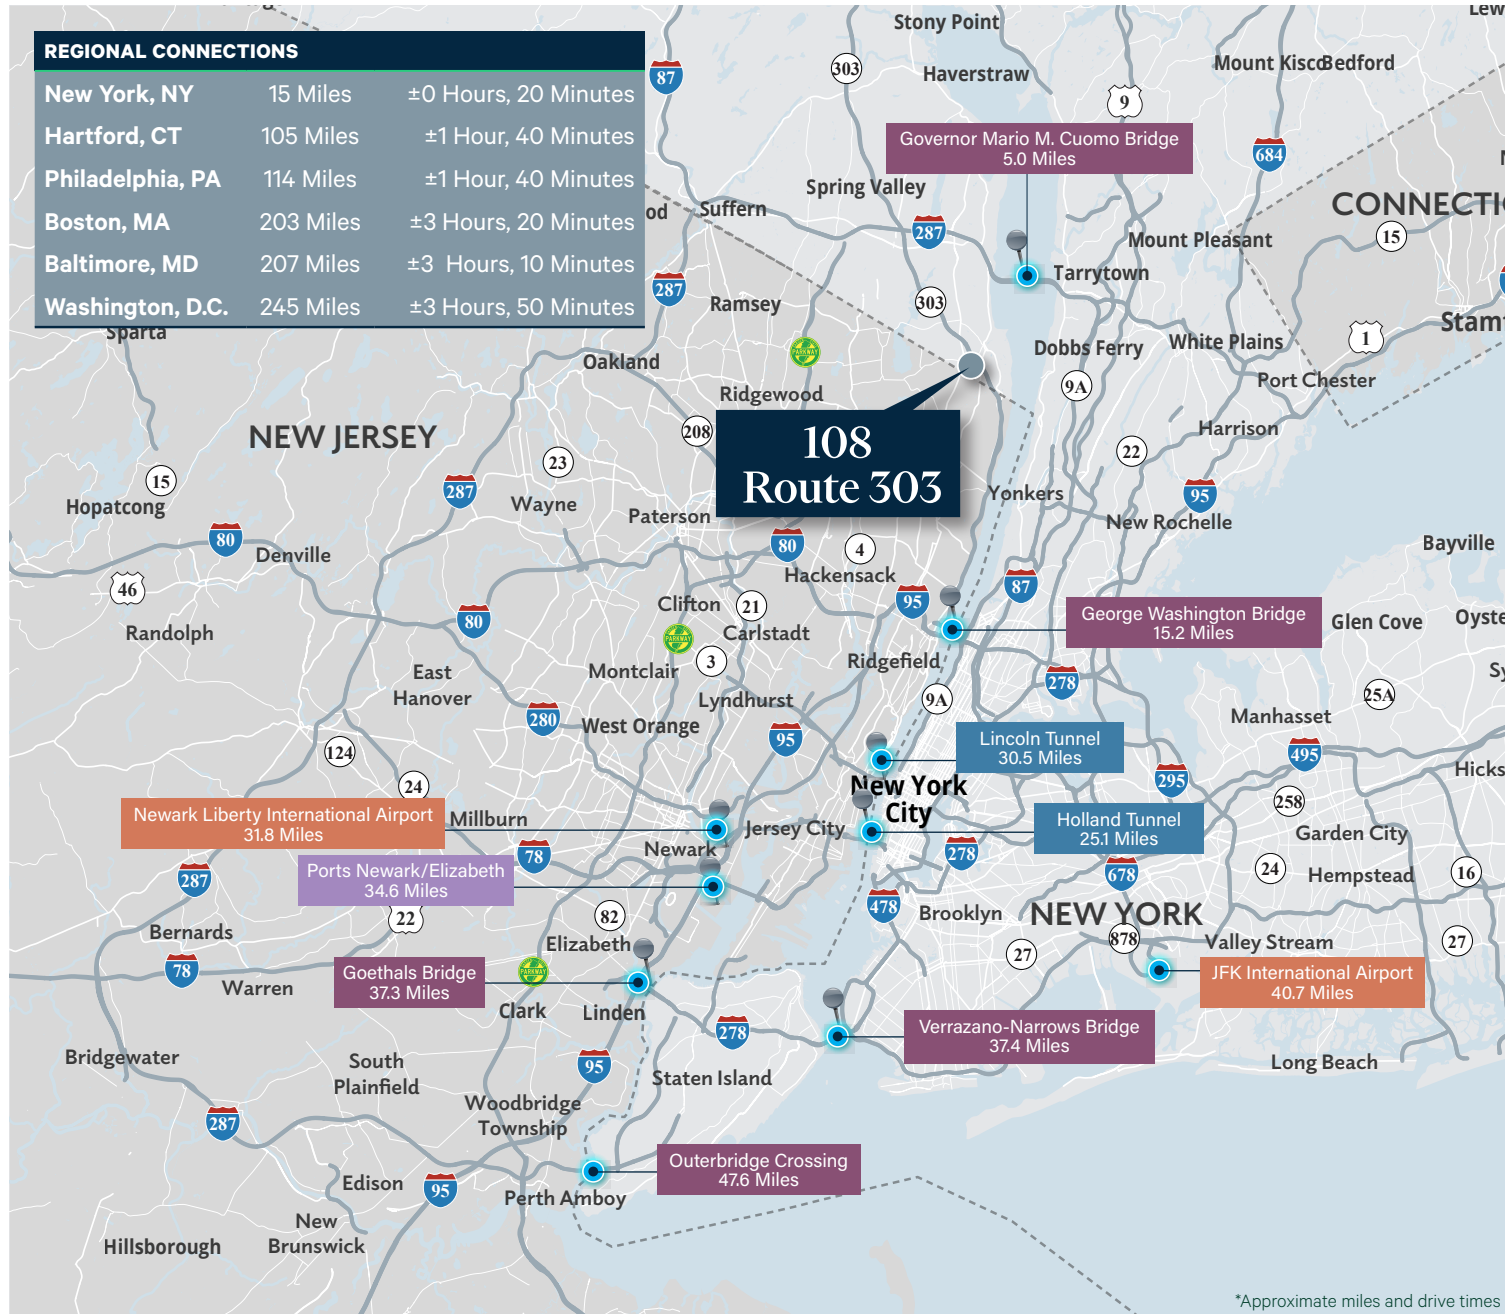 REGIONAL CONNECTIONS
New York, NY 15 Miles ±0 Hours, 20 Minutes
Hartford, CT 105 Miles ±1 Hour, 40 Minutes
Philadelphia, PA 114 Miles ±1 Hour, 40 Minutes
Boston, MA 203 Miles ±3 Hours, 20 Minutes
Baltimore, MD 207 Miles ±3 Hours, 10 Minutes
Washington, D.C. 245 Miles ±3 Hours, 50 Minutes
Stony Point
87
303
Haverstraw
Mount Kisco
Bedford
9
Governor Mario M. Cuomo Bridge
5.0 Miles
684
Spring Valley
Suffern
287
CONNECTI
15
Mount Pleasant
Tarrytown
287
Ramsey
303
Sparta
Stam
1
Oakland
PARKWAY
Dobbs Ferry
White Plains
Ridgewood
9A
Port Chester
NEW JERSEY
208
108
Route 303
Harrison
23
22
15
287
Hopatcong
Wayne
Yonkers
95
Paterson
New Rochelle
80
Denville
80
4
Bayville
Hackensack
46
87
95
Clifton
21
George Washington Bridge
15.2 Miles
Glen Cove
Oyste
Randolph
80
PARKWAY
Carlstadt
3
Ridgefield
East
Hanover
Montclair
278
Sy
Lyndhurst
9A
25A
280
West Orange
Manhasset
95
Lincoln Tunnel
30.5 Miles
124
495
Hicks
24
New York
City
295
258
Newark Liberty International Airport
31.8 Miles
Millburn
Jersey City
Holland Tunnel
25.1 Miles
Garden City
Newark
78
278
Ports Newark/Elizabeth
34.6 Miles
287
678
24
Hempstead
16
478
22
82
Brooklyn
NEW YORK
Bernards
Elizabeth
878
Valley Stream
27
27
78
Goethals Bridge
37.3 Miles
PARKWAY
JFK International Airport
40.7 Miles
Warren
Clark
Linden
278
Verrazano-Narrows Bridge
37.4 Miles
Bridgewater
South
Plainfield
95
Long Beach
Staten Island
Woodbridge
Township
287
Outerbridge Crossing
47.6 Miles
Edison
95
Perth Amboy
New
Brunswick
Hillsborough
*Approximate miles and drive times